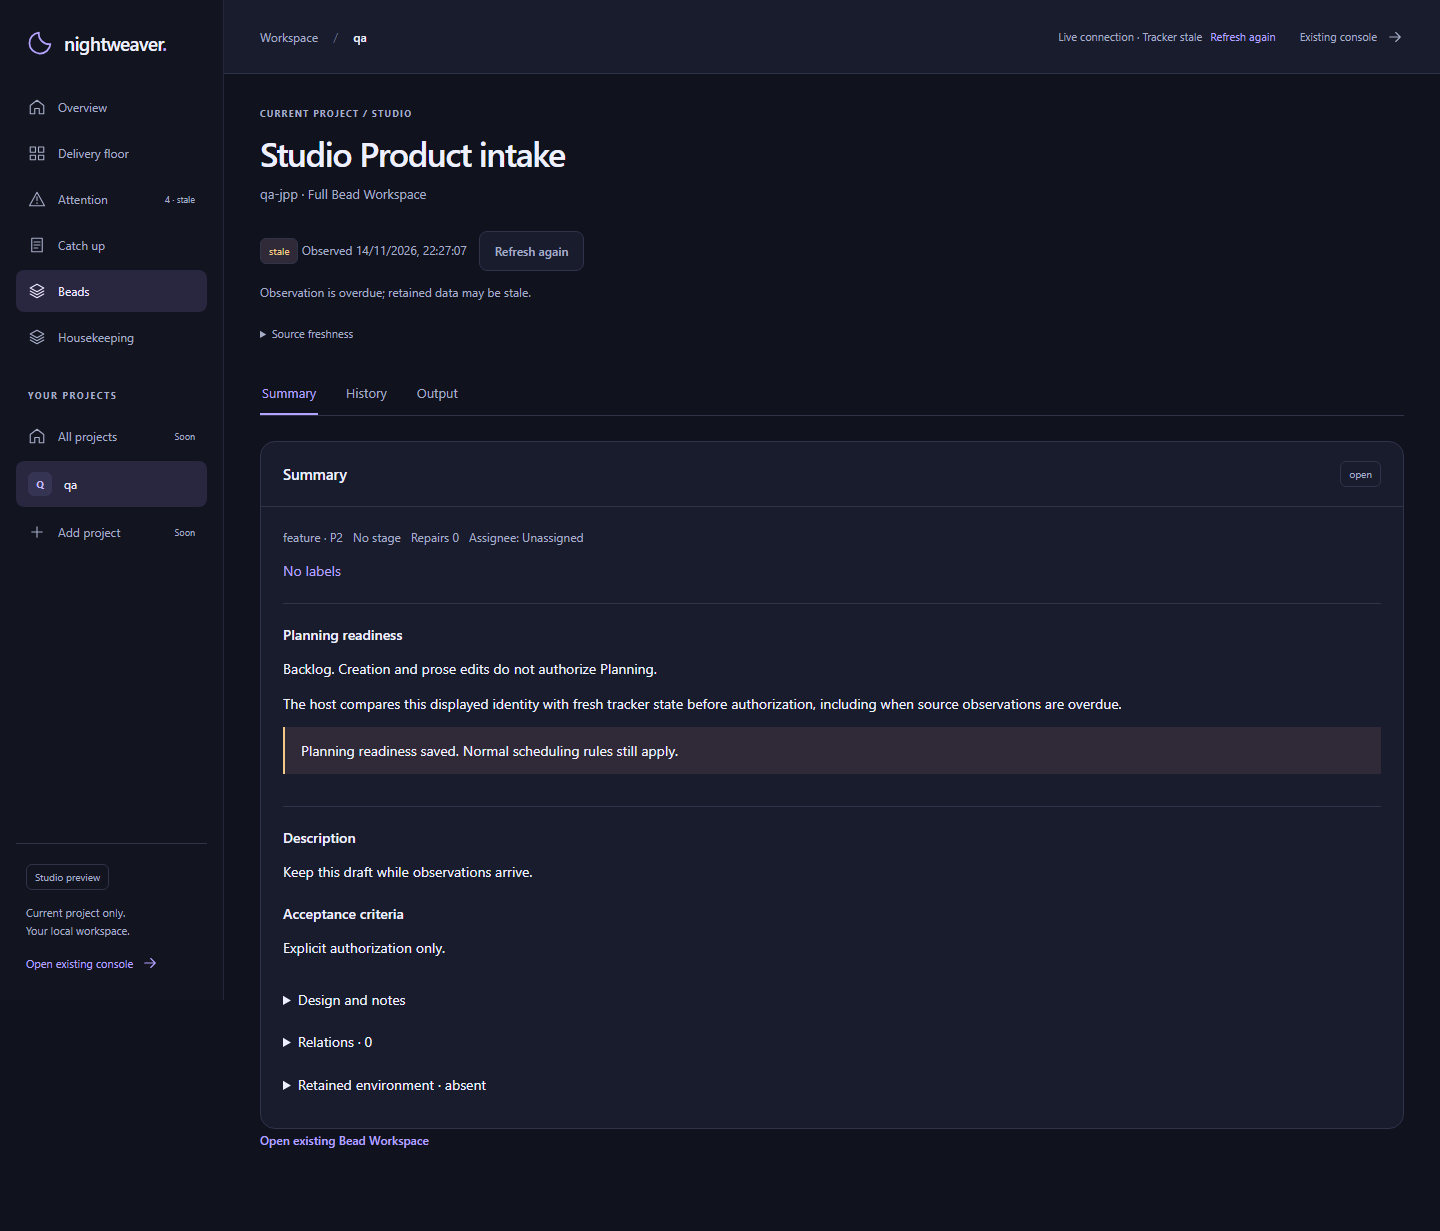 nightweaver.
Overview
Delivery floor
Attention 4 · stale
Catch up
Beads
Housekeeping
YOUR PROJECTS
All projects Soon
Q qa
Add project Soon
Studio preview
Current project only.
Your local workspace.
Open existing console
Workspace / qa
Live connection · Tracker stale Refresh again Existing console
CURRENT PROJECT / STUDIO
Studio Product intake
qa-jpp · Full Bead Workspace
stale Observed 14/11/2026, 22:27:07 Refresh again
Observation is overdue; retained data may be stale.
Source freshness
Summary History Output
Summary open
feature · P2 No stage Repairs 0 Assignee: Unassigned
No labels
Planning readiness
Backlog. Creation and prose edits do not authorize Planning.
The host compares this displayed identity with fresh tracker state before authorization, including when source observations are overdue.
Planning readiness saved. Normal scheduling rules still apply.
Description
Keep this draft while observations arrive.
Acceptance criteria
Explicit authorization only.
Design and notes
Relations · 0
Retained environment · absent
Open existing Bead Workspace